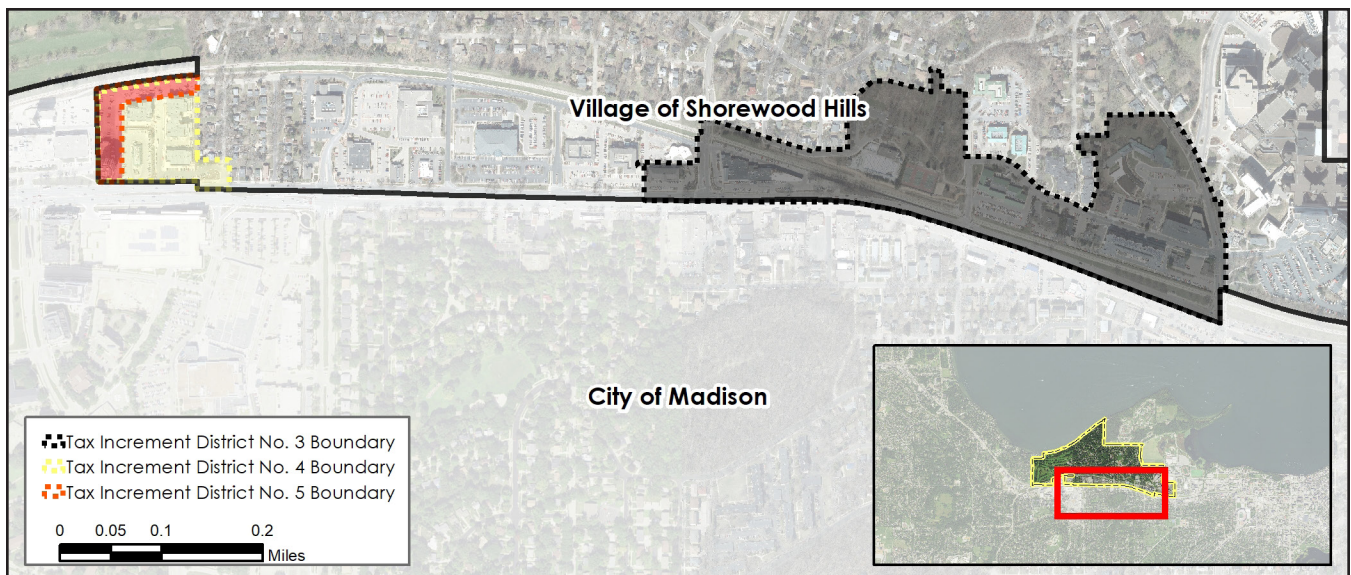 Village of Shorewood Hills
City of Madison
Tax Increment District No. 3 Boundary
Tax Increment District No. 4 Boundary
Tax Increment District No. 5 Boundary
0 0.05 0.1 0.2
Miles